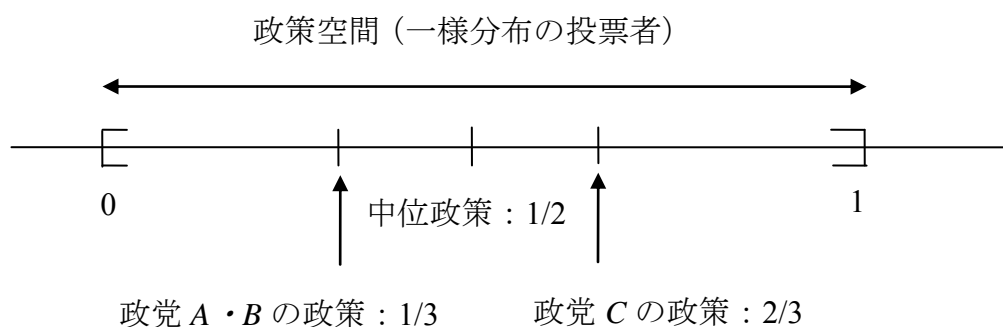 政策空間（一様分布の投票者）
0
中位政策：1/2
1
政党 A・B の政策：1/3
政党 C の政策：2/3